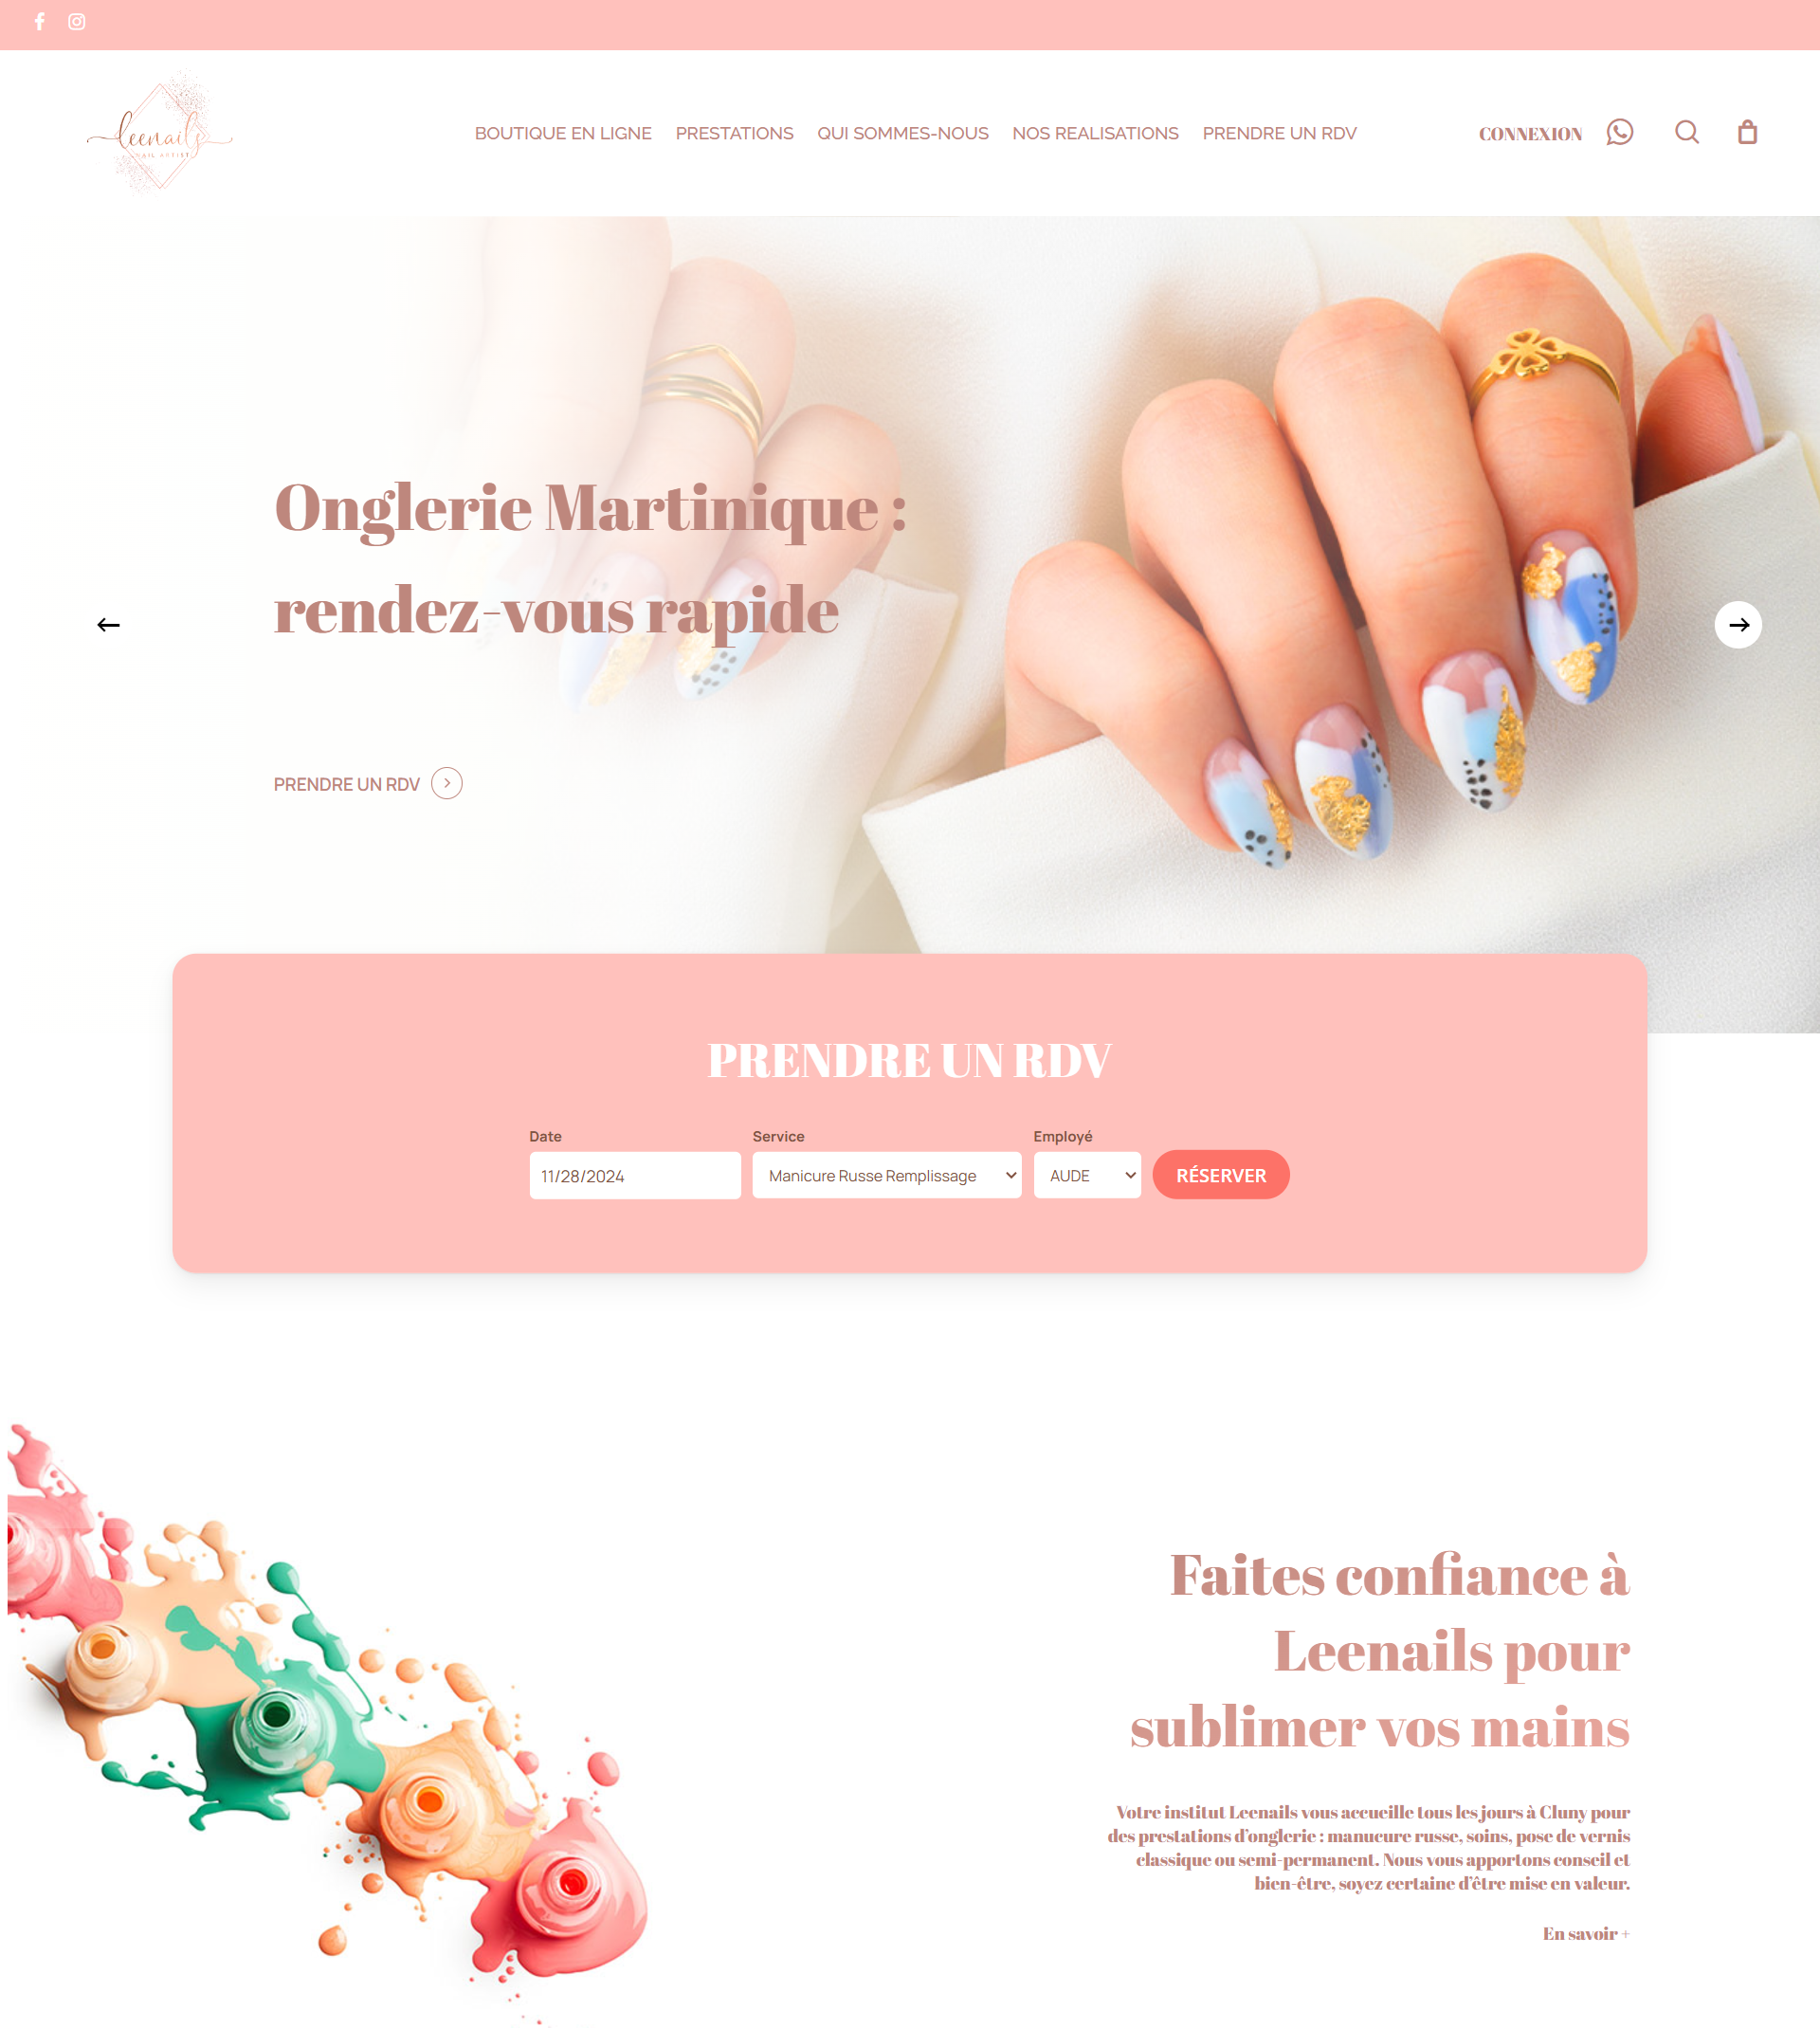 leenails
NAIL ARTIST
BOUTIQUE EN LIGNE PRESTATIONS QUI SOMMES-NOUS NOS REALISATIONS PRENDRE UN RDV CONNEXION
Onglerie Martinique :
rendez-vous rapide
PRENDRE UN RDV
PRENDRE UN RDV
Date Service Employé
11/28/2024 Manicure Russe Remplissage AUDE RÉSERVER
Faites confiance à
Leenails pour
sublimer vos mains
Votre institut Leenails vous accueille tous les jours à Cluny pour
des prestations d'onglerie : manucure russe, soins, pose de vernis
classique ou semi-permanent. Nous vous apportons conseil et
bien-être, soyez certaine d'être mise en valeur.
En savoir +